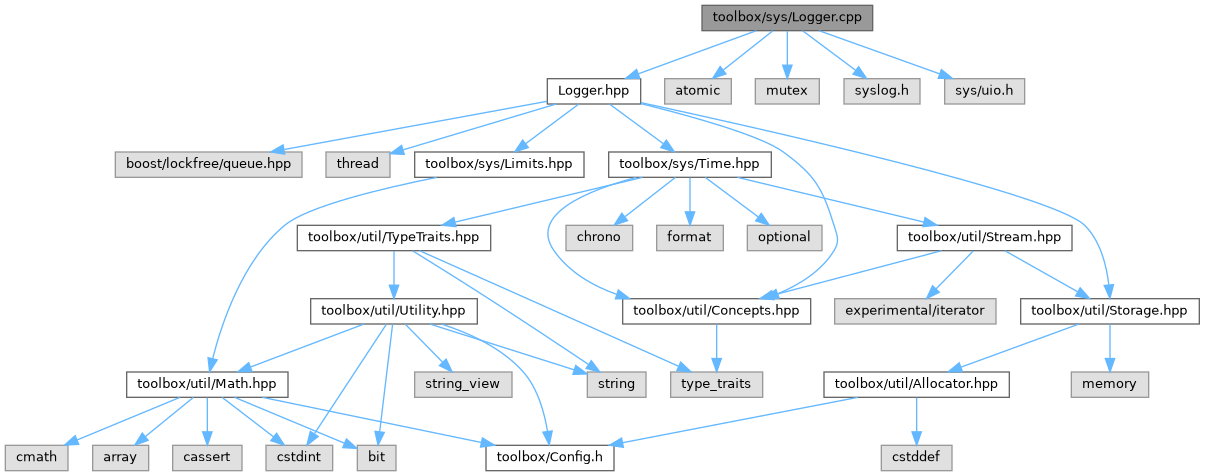 toolbox/sys/Logger.cpp
Logger.hpp
atomic
mutex
syslog.h
sys/uio.h
boost/lockfree/queue.hpp
thread
toolbox/sys/Limits.hpp
toolbox/sys/Time.hpp
toolbox/util/TypeTraits.hpp
chrono
format
optional
toolbox/util/Stream.hpp
toolbox/util/Utility.hpp
toolbox/util/Concepts.hpp
experimental/iterator
toolbox/util/Storage.hpp
toolbox/util/Math.hpp
string_view
string
type_traits
toolbox/util/Allocator.hpp
memory
cmath
array
cassert
cstdint
bit
toolbox/Config.h
cstddef